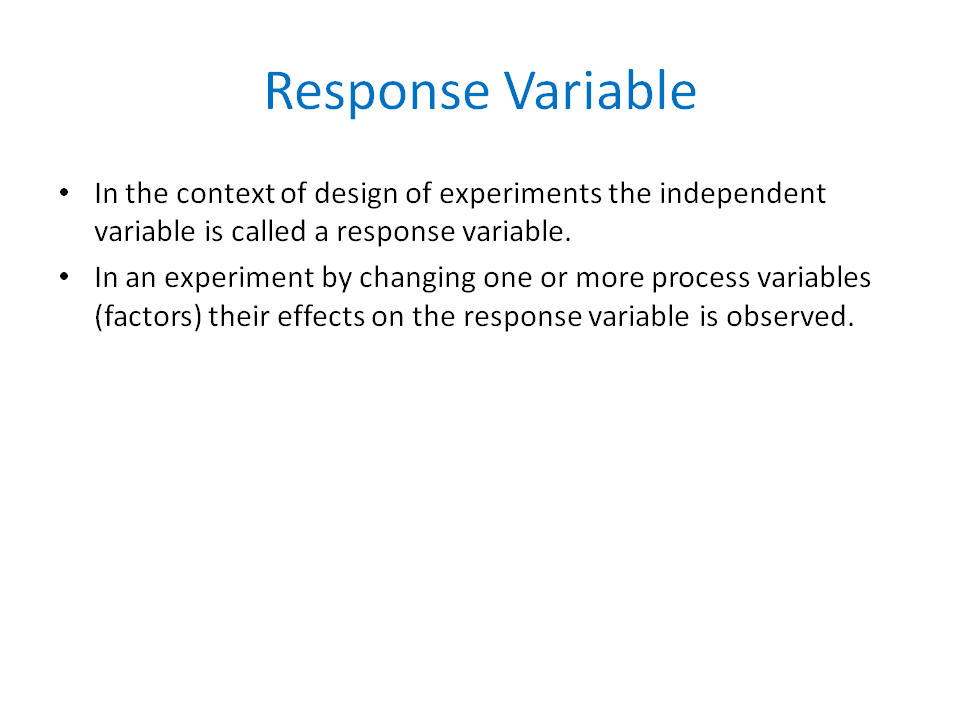 Response Variable
• In the context of design of experiments the independent
variable is called a response variable.
• In an experiment by changing one or more process variables
(factors) their effects on the response variable is observed.